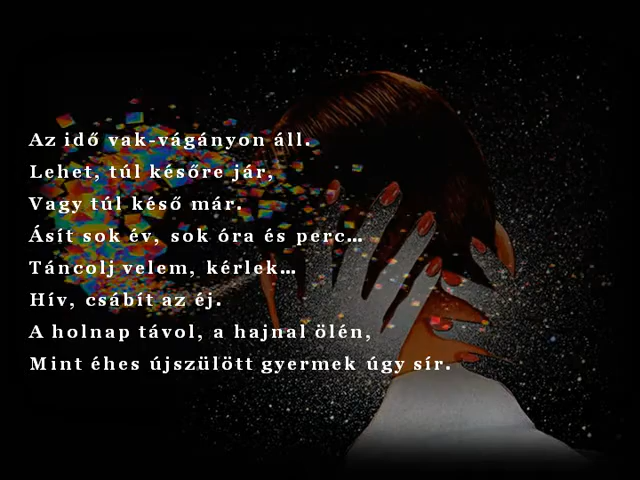 Az idő vak-vágányon áll.
Lehet, túl későre jár,
Vagy túl késő már.
Ásít sok év, sok óra és perc...
Táncolj velem, kérlek...
Hív, csábít az éj.
A holnap távol, a hajnal ölén,
Mint éhes újszülött gyermek úgy sír.